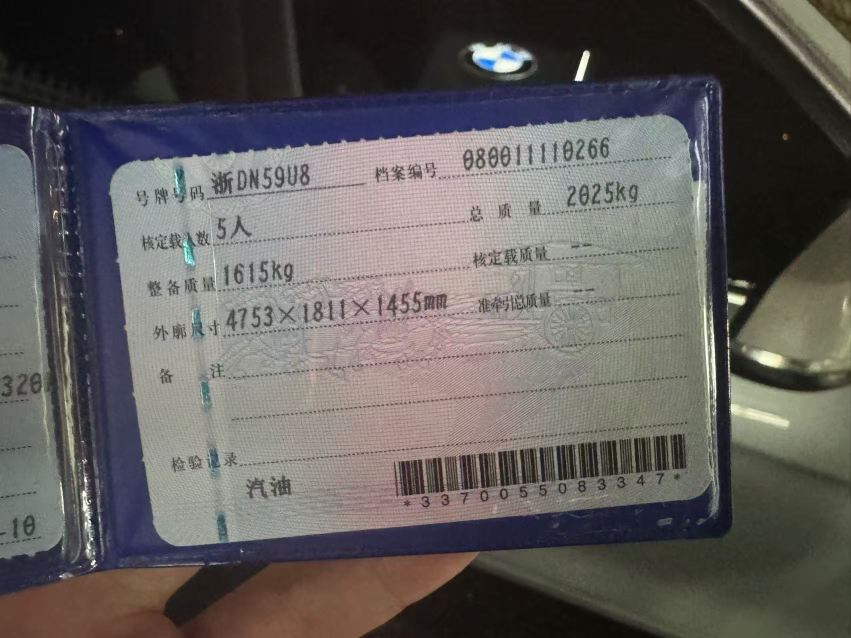 号牌号码 浙DN59U8 档案编号 080011110266
核定载人数 5人 总质量 2025kg
整备质量 1615kg 核定载质量 --
外廓尺寸 4753×1811×1455mm 准牵引总质量 --
备注
检验记录
汽油
*3370055083347*
320
-10